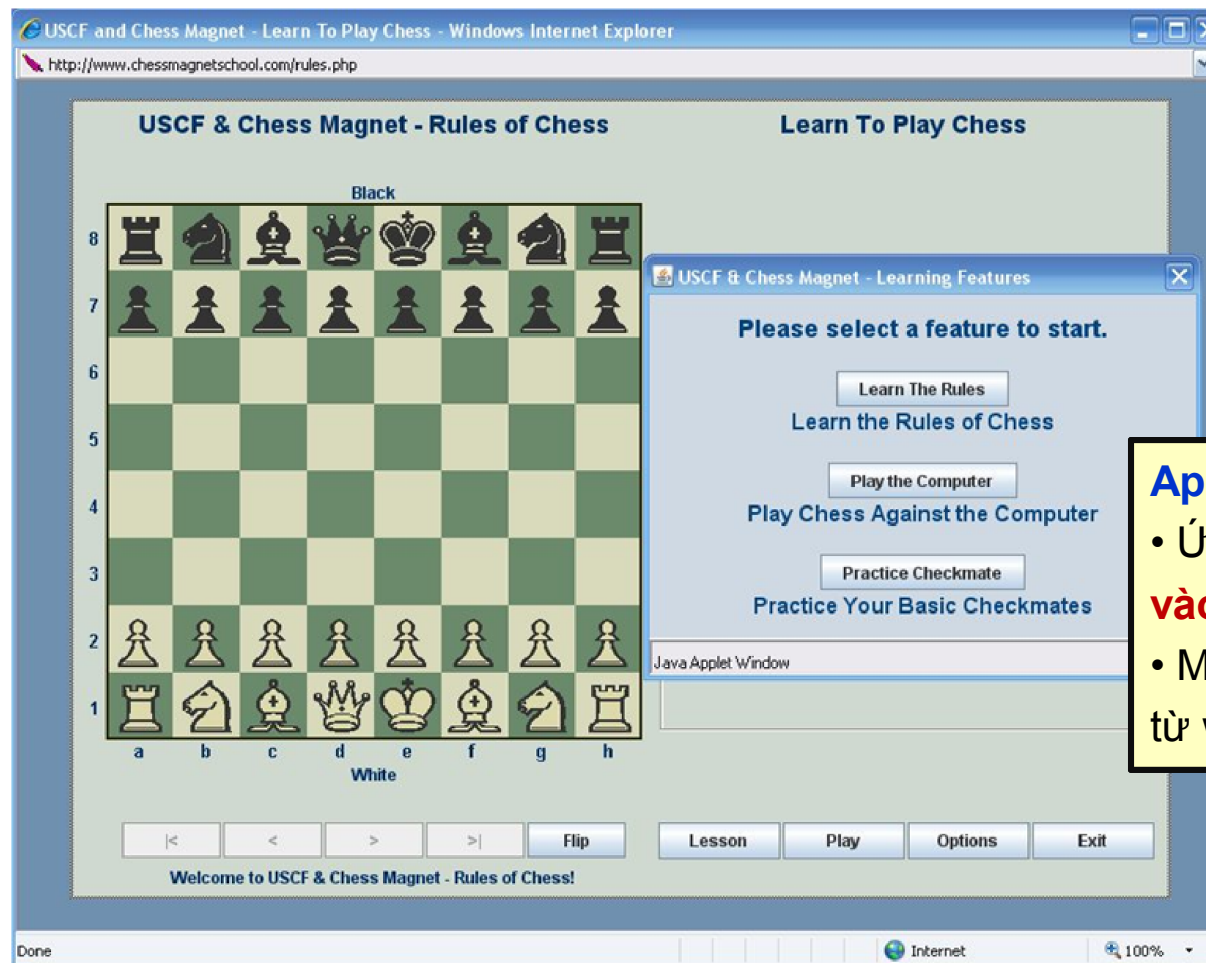 USCF and Chess Magnet - Learn To Play Chess - Windows Internet Explorer
http://www.chessmagnetschool.com/rules.php
USCF & Chess Magnet - Rules of Chess
Learn To Play Chess
Black
8
7
6
5
4
3
2
1
a b c d e f g h
White
USCF & Chess Magnet - Learning Features
Please select a feature to start.
Learn The Rules
Learn the Rules of Chess
Play the Computer
Play Chess Against the Computer
Practice Checkmate
Practice Your Basic Checkmates
Java Applet Window
Ap
• Ứ
• M
từ
|< < > >| Flip
Lesson Play Options Exit
Welcome to USCF & Chess Magnet - Rules of Chess!
Done
Internet
100%